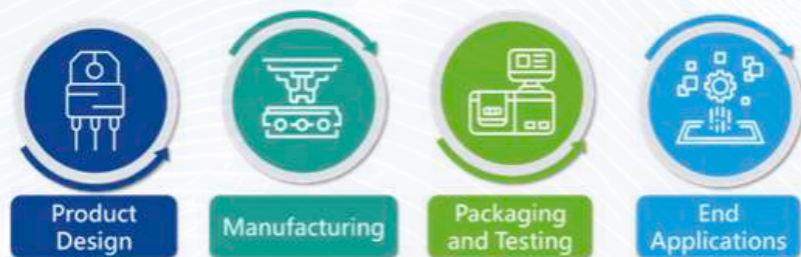 Product
Design
Manufacturing
Packaging
and Testing
End
Applications